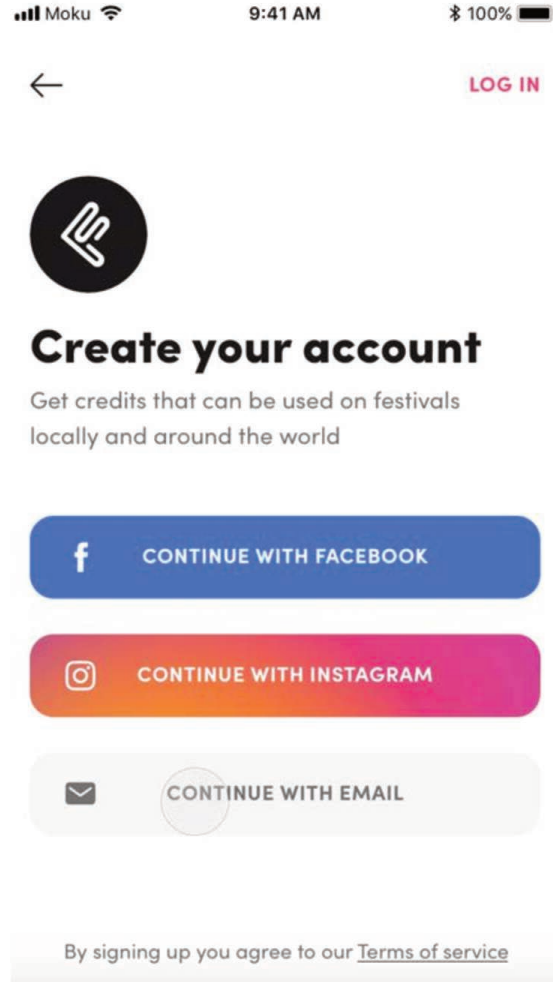 Moku 9:41 AM 100%
LOG IN
Create your account
Get credits that can be used on festivals
locally and around the world
CONTINUE WITH FACEBOOK
CONTINUE WITH INSTAGRAM
CONTINUE WITH EMAIL
By signing up you agree to our Terms of service